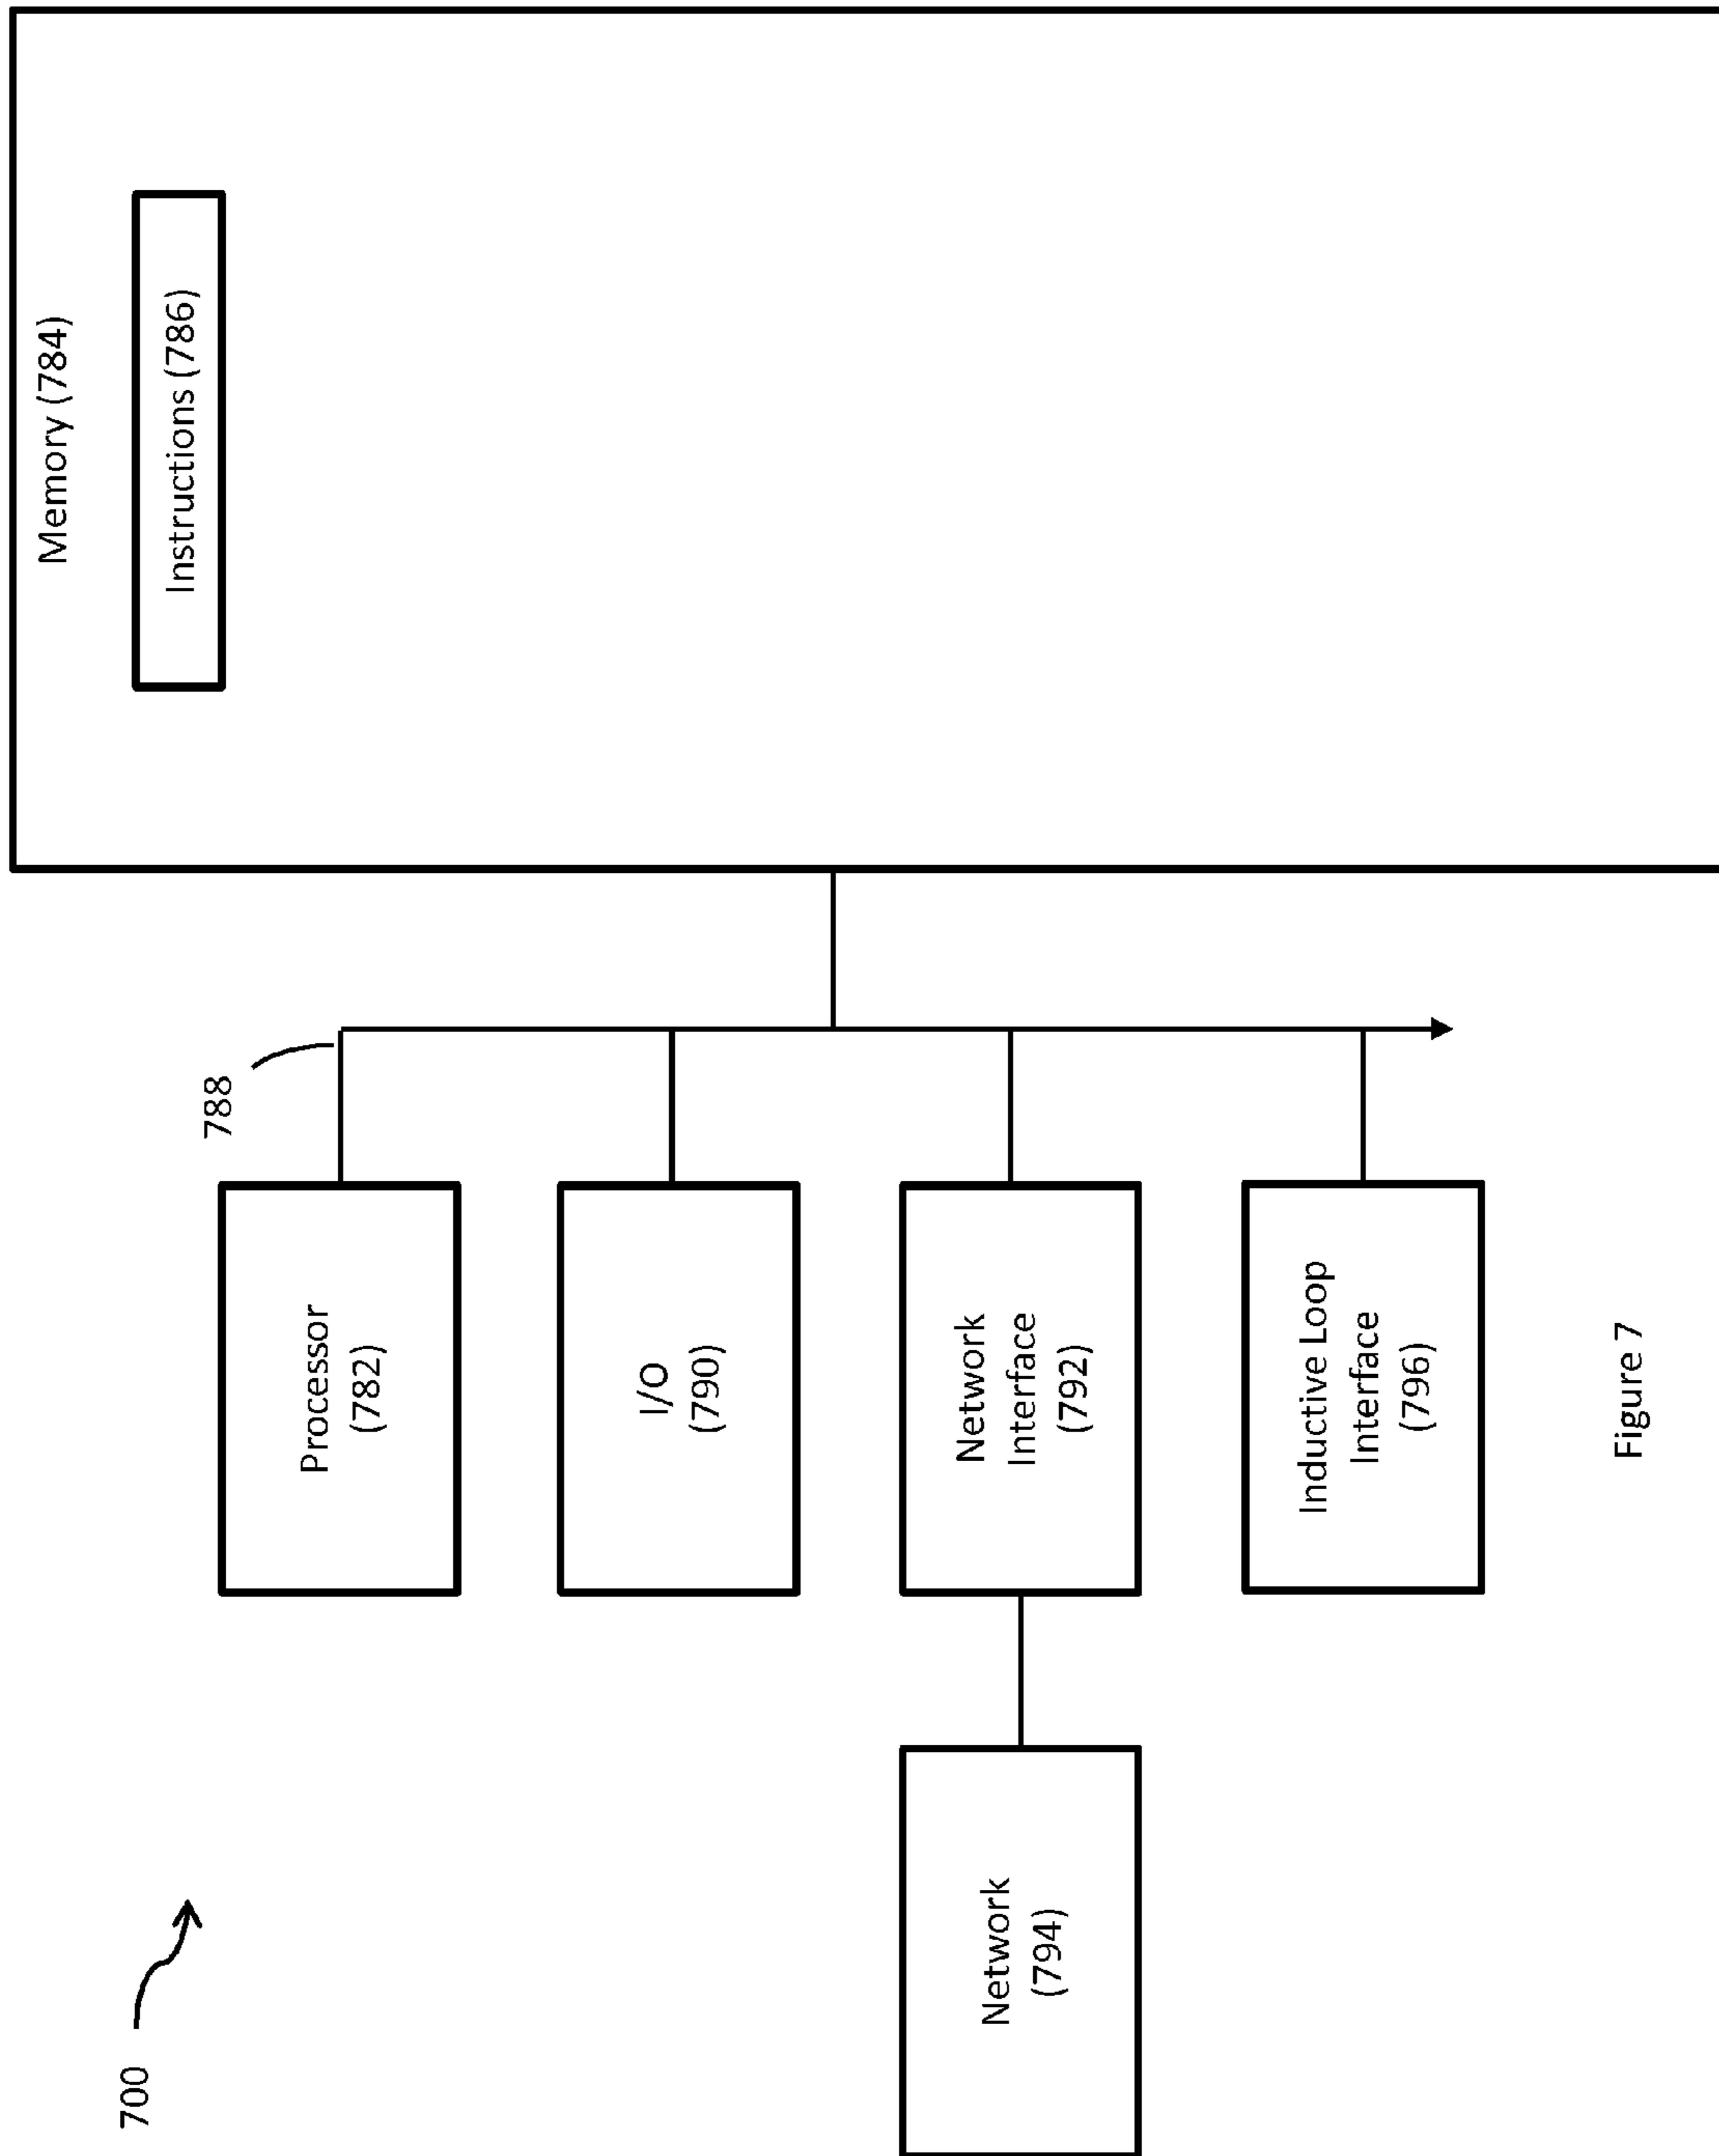 700
788
Processor
(782)
I/O
(790)
Network
Interface
(792)
Inductive Loop
Interface
(796)
Network
(794)
Memory (784)
Instructions (786)
Figure 7